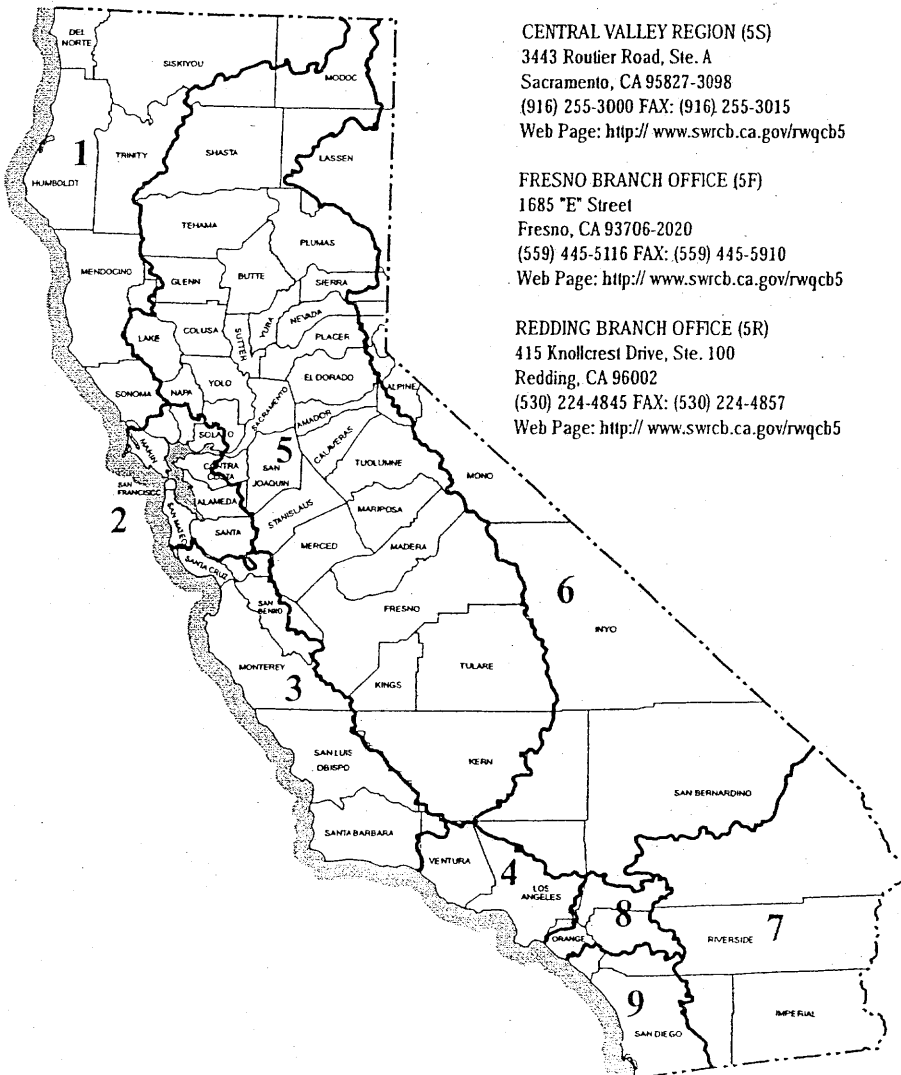 CENTRAL VALLEY REGION (5S)
3443 Routier Road, Ste. A
Sacramento, CA 95827-3098
(916) 255-3000 FAX: (916) 255-3015
Web Page: http:// www.swrcb.ca.gov/rwqcb5
FRESNO BRANCH OFFICE (5F)
1685 "E" Street
Fresno, CA 93706-2020
(559) 445-5116 FAX: (559) 445-5910
Web Page: http:// www.swrcb.ca.gov/rwqcb5
REDDING BRANCH OFFICE (5R)
415 Knollcrest Drive, Ste. 100
Redding, CA 96002
(530) 224-4845 FAX: (530) 224-4857
Web Page: http:// www.swrcb.ca.gov/rwqcb5
DEL
NORTE
SISKIYOU
MODOC
1
TRINITY
SHASTA
LASSEN
HUMBOLDT
TEHAMA
PLUMAS
MENDOCINO
GLENN
BUTTE
SIERRA
COLUSA
SUTTER
YUBA
NEVADA
PLACER
LAKE
SONOMA
NAPA
YOLO
EL DORADO
ALPINE
SACRAMENTO
AMADOR
SOLANO
MARIN
CALAVERAS
5
CONTRA
COSTA
SAN
JOAQUIN
TUOLUMNE
MONO
SAN
FRANCISCO
ALAMEDA
2
SAN MATEO
STANISLAUS
MARIPOSA
SANTA
MERCED
MADERA
SANTA CRUZ
6
SAN
BENITO
FRESNO
INYO
MONTEREY
3
KINGS
TULARE
SAN LUIS
OBISPO
KERN
SAN BERNARDINO
SANTA BARBARA
VENTURA
4
LOS
ANGELES
8
7
ORANGE
RIVERSIDE
9
SAN DIEGO
IMPERIAL